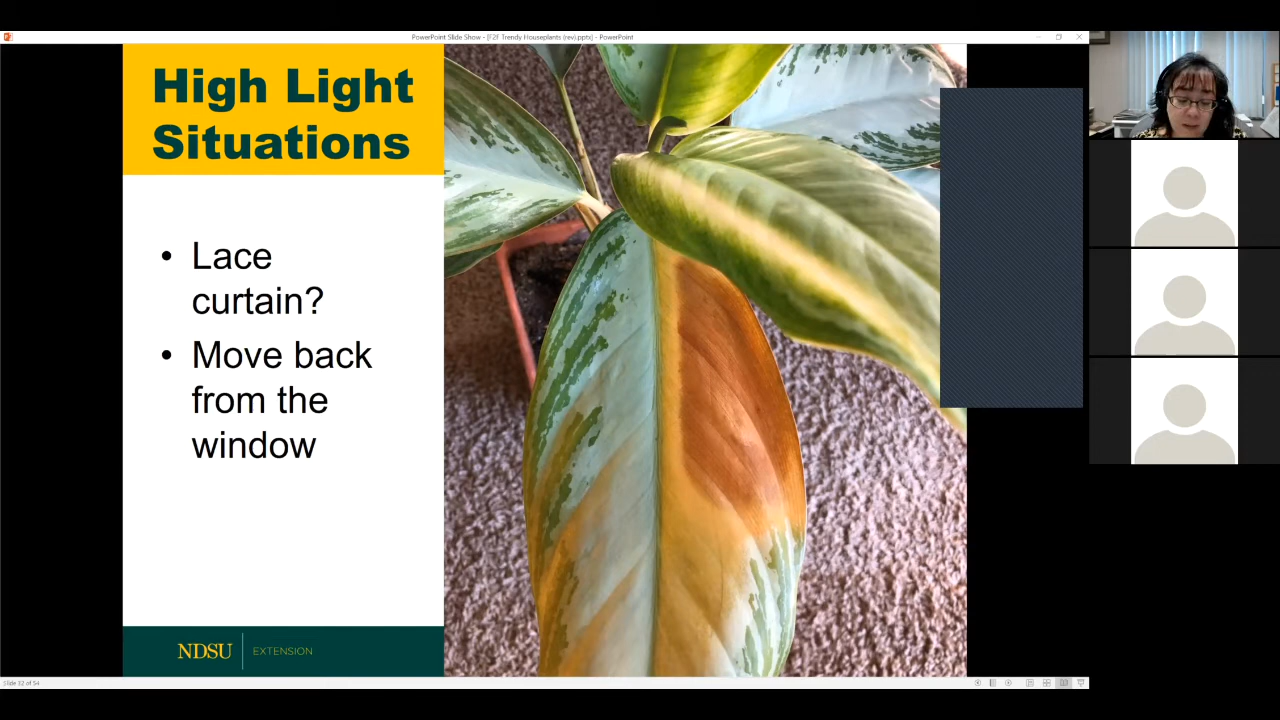 PowerPoint Slide Show - [F2F Trendy Houseplants (rev).pptx] - PowerPoint
High Light
Situations
• Lace
curtain?
• Move back
from the
window
NDSU EXTENSION
Slide 32 of 54